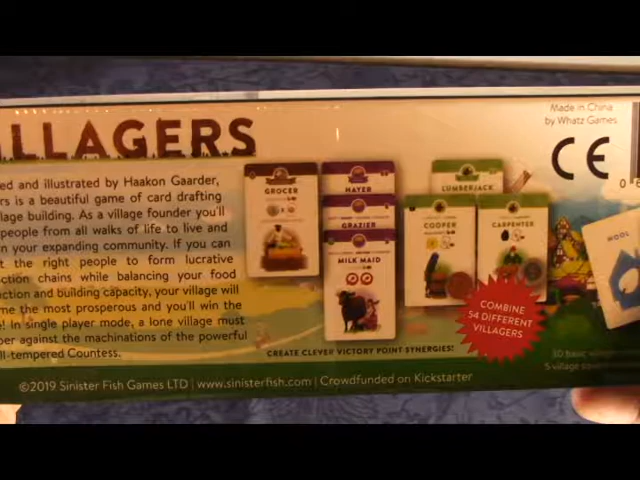 LLAGERS
ed and illustrated by Haakon Gaarder,
rs is a beautiful game of card drafting
lage building. As a village founder you'll
people from all walks of life to live and
n your expanding community. If you can
t the right people to form lucrative
ction chains while balancing your food
ction and building capacity, your village will
me the most prosperous and you'll win the
! In single player mode, a lone village must
per against the machinations of the powerful
ll-tempered Countess.
GROCER
HAYER
GRAZIER
MILK MAID
LUMBERJACK
COOPER
CARPENTER
CREATE CLEVER VICTORY POINT SYNERGIES!
COMBINE
54 DIFFERENT
VILLAGERS
Made in China
by Whatz Games
CE
WOOL
10 basic
5 village
©2019 Sinister Fish Games LTD | www.sinisterfish.com | Crowdfunded on Kickstarter